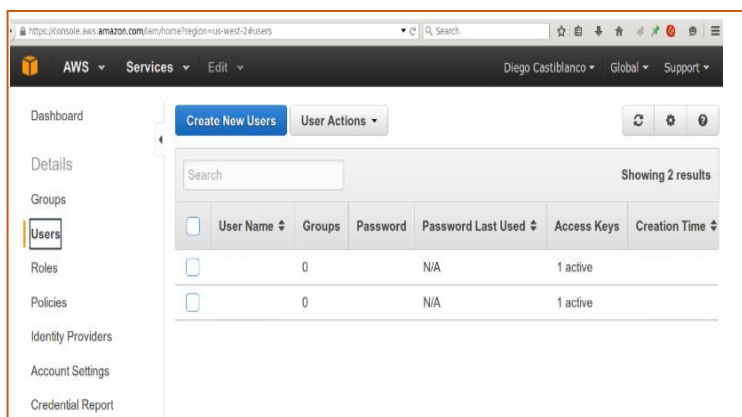 https://console.aws.amazon.com/iam/home?region=us-west-2#users
Search
AWS Services Edit Diego Castiblanco Global Support
Dashboard
Details
Groups
Users
Roles
Policies
Identity Providers
Account Settings
Credential Report
Create New Users User Actions
Search Showing 2 results
User Name Groups Password Password Last Used Access Keys Creation Time
0 N/A 1 active
0 N/A 1 active